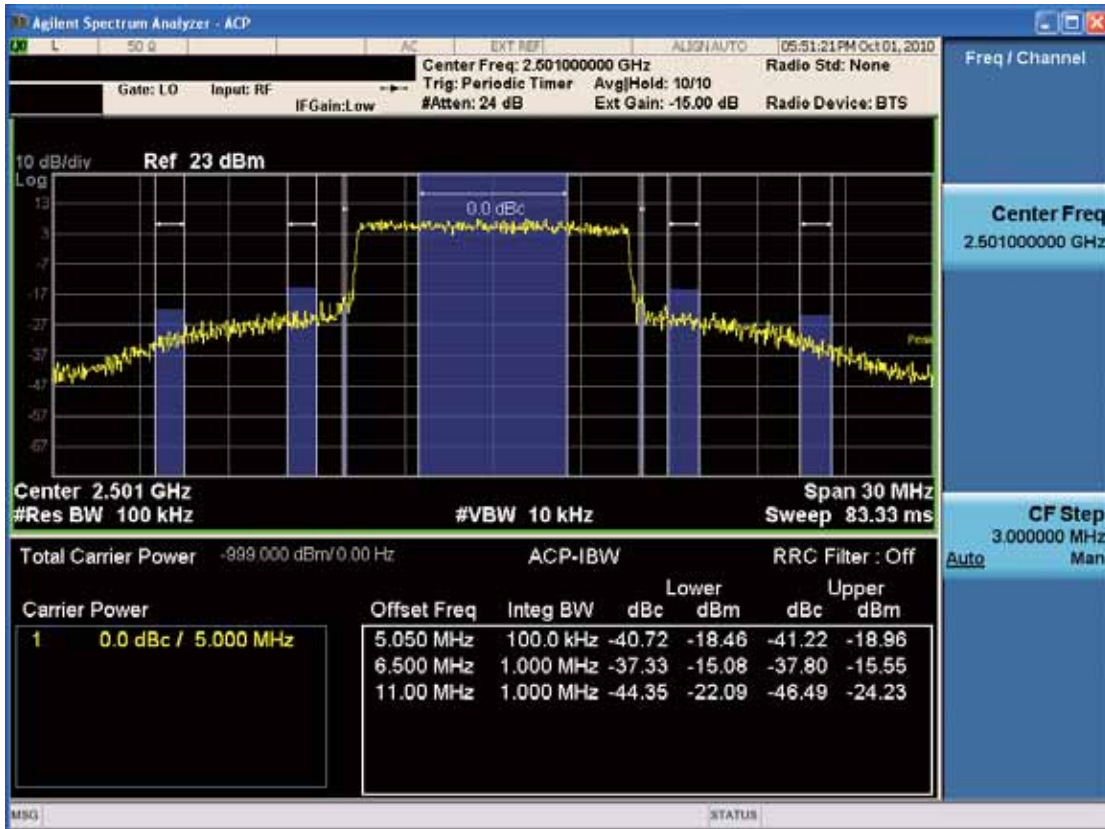 Agilent Spectrum Analyzer - ACP
L 50 Ω AC EXT REF ALIGN AUTO 05:51:21 PM Oct 01, 2010
Center Freq: 2.501000000 GHz Radio Std: None
Gate: LO Input: RF Trig: Periodic Timer Avg|Hold: 10/10
IFGain:Low #Atten: 24 dB Ext Gain: -15.00 dB Radio Device: BTS
10 dB/div Ref 23 dBm
Log
13
3
-7
-17
-27
-37
-47
-57
-67
0.0 dBc
Center 2.501 GHz Span 30 MHz
#Res BW 100 kHz #VBW 10 kHz Sweep 83.33 ms
Total Carrier Power -999.000 dBm/ 0.00 Hz ACP-IBW RRC Filter : Off
Lower Upper
Carrier Power Offset Freq Integ BW dBc dBm dBc dBm
1 0.0 dBc / 5.000 MHz 5.050 MHz 100.0 kHz -40.72 -18.46 -41.22 -18.96
6.500 MHz 1.000 MHz -37.33 -15.08 -37.80 -15.55
11.00 MHz 1.000 MHz -44.35 -22.09 -46.49 -24.23
MSG STATUS
Freq / Channel
Center Freq
2.501000000 GHz
CF Step
3.000000 MHz
Auto Man